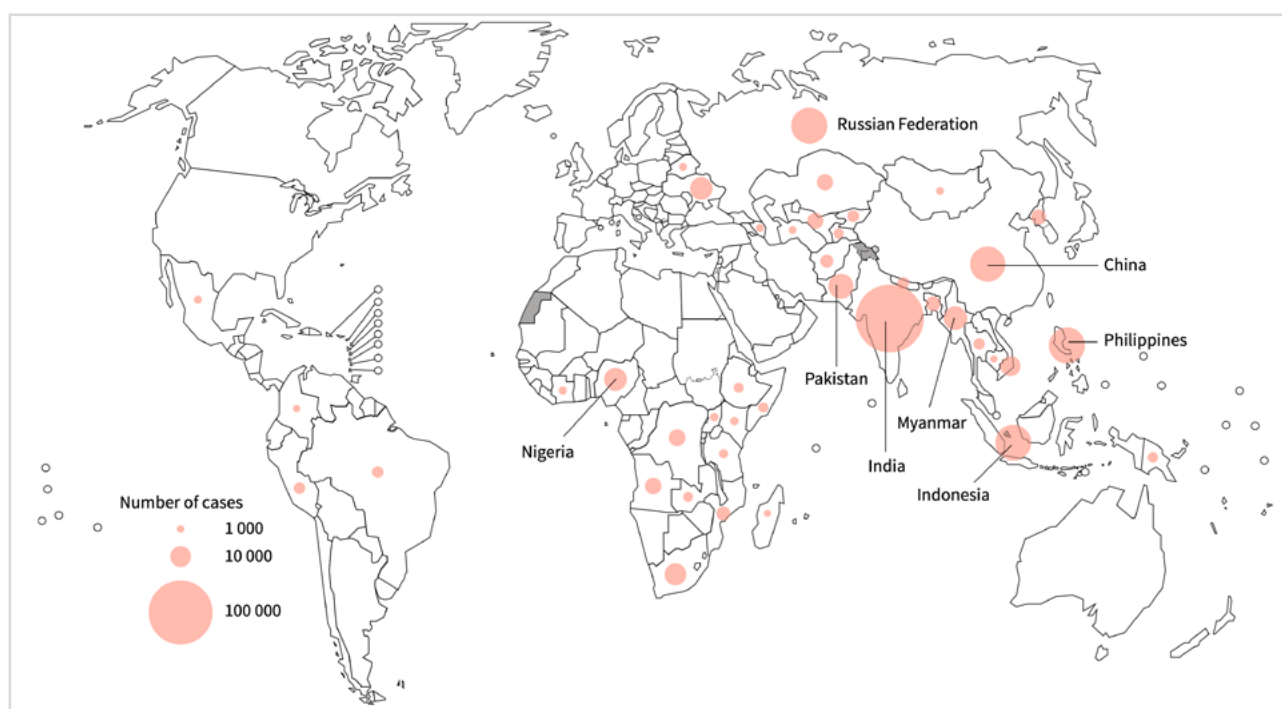 Russian Federation
China
Philippines
Pakistan
Myanmar
Nigeria
India
Indonesia
Number of cases
1 000
10 000
100 000